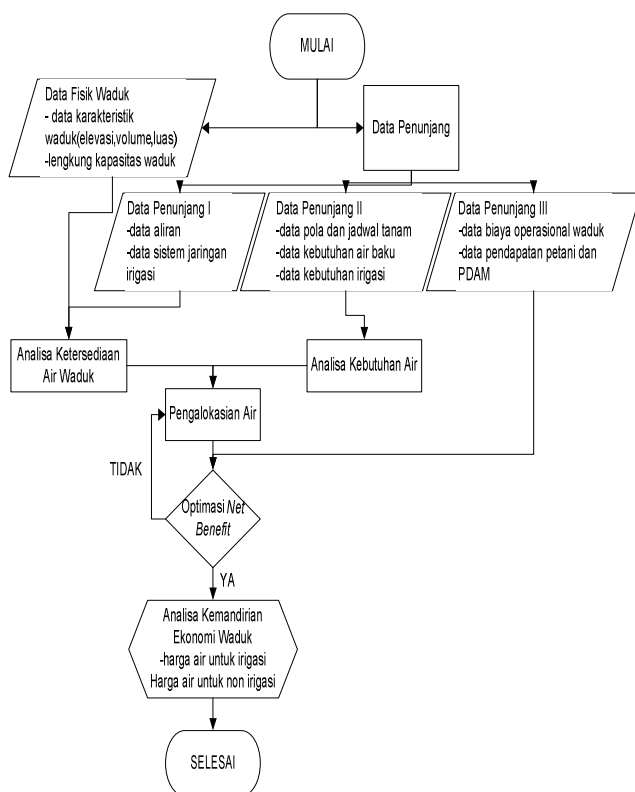 MULAI
Data Fisik Waduk
- data karakteristik
waduk(elevasi,volume,luas)
-lengkung kapasitas waduk
Data Penunjang
Data Penunjang I
-data aliran
-data sistem jaringan
irigasi
Data Penunjang II
-data pola dan jadwal tanam
-data kebutuhan air baku
-data kebutuhan irigasi
Data Penunjang III
-data biaya operasional waduk
-data pendapatan petani dan
PDAM
Analisa Ketersediaan
Air Waduk
Analisa Kebutuhan Air
Pengalokasian Air
TIDAK
Optimasi Net
Benefit
YA
Analisa Kemandirian
Ekonomi Waduk
-harga air untuk irigasi
Harga air untuk non irigasi
SELESAI